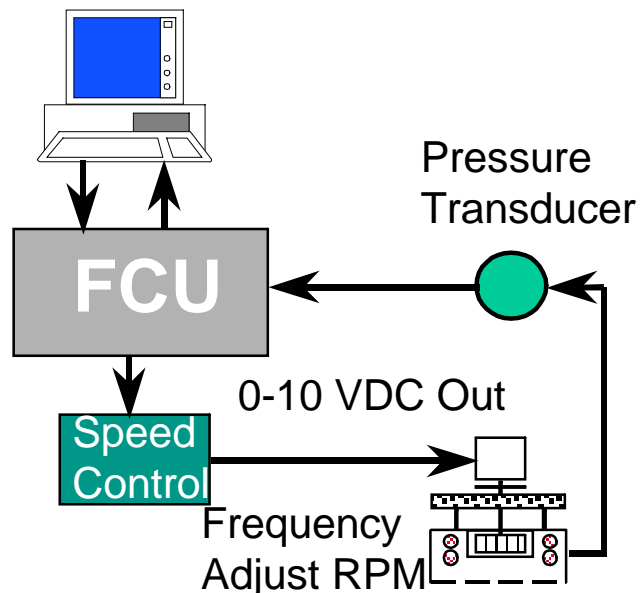 Pressure
Transducer
FCU
0-10 VDC Out
Speed
Control
Frequency
Adjust RPM